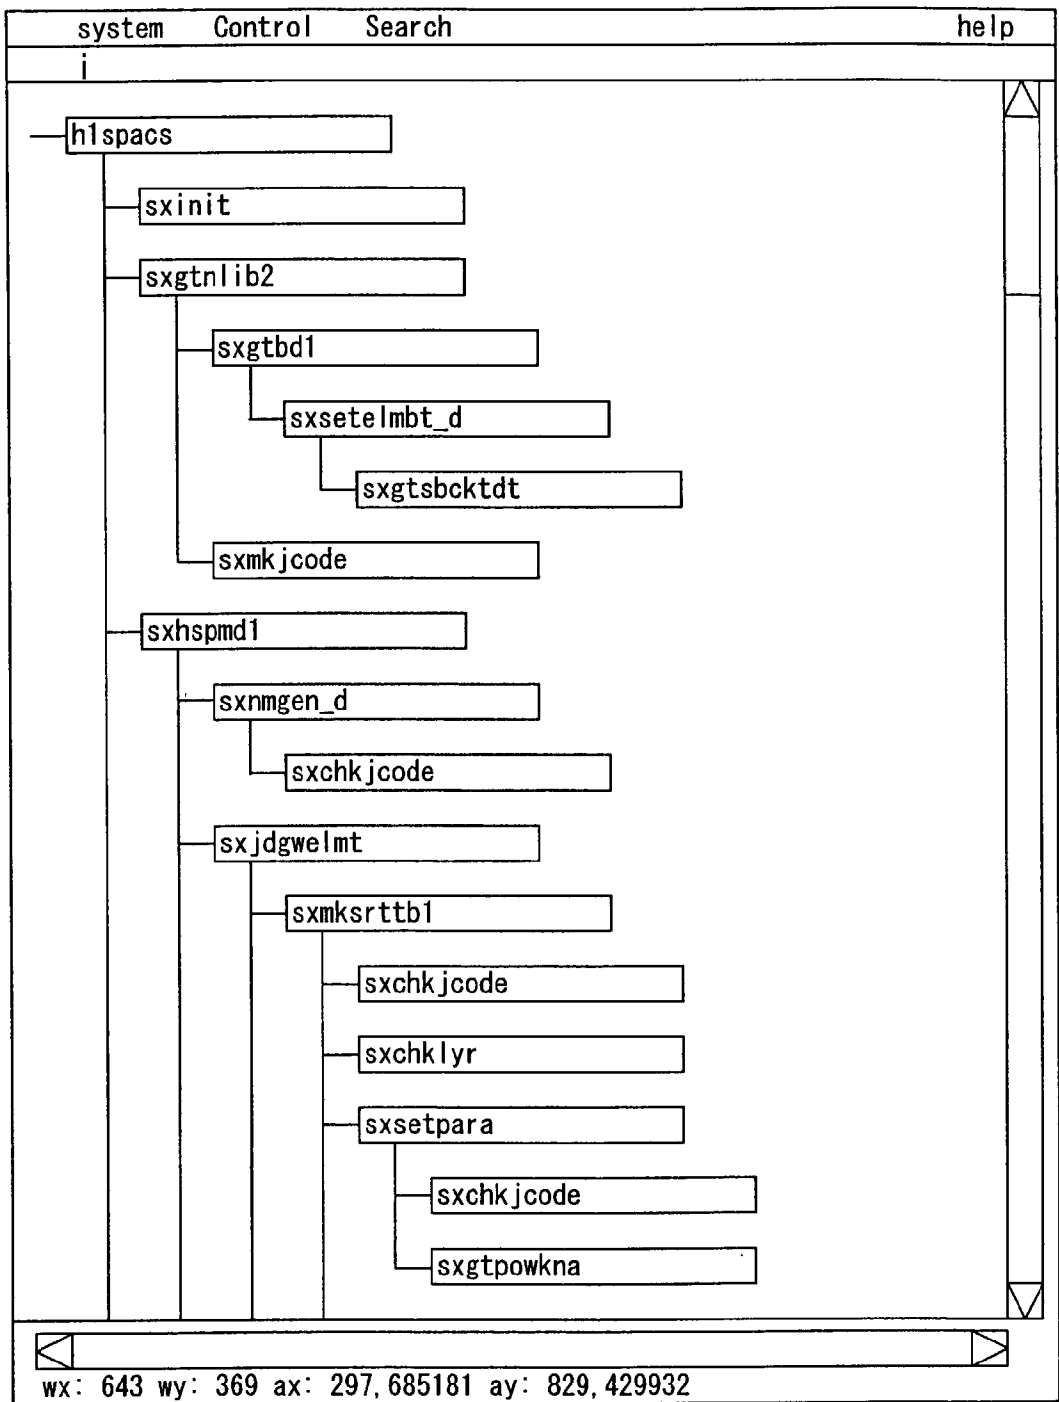 system Control Search help
i
h1spacs
sxinit
sxgtnlib2
sxgtbd1
sxsetelmbt_d
sxgtsbcktdt
sxmkjcode
sxhspmd1
sxnmgen_d
sxchkjcode
sxjdgwelmt
sxmksrttb1
sxchkjcode
sxchklyr
sxsetpara
sxchkjcode
sxgtpowkna
wx: 643 wy: 369 ax: 297,685181 ay: 829,429932